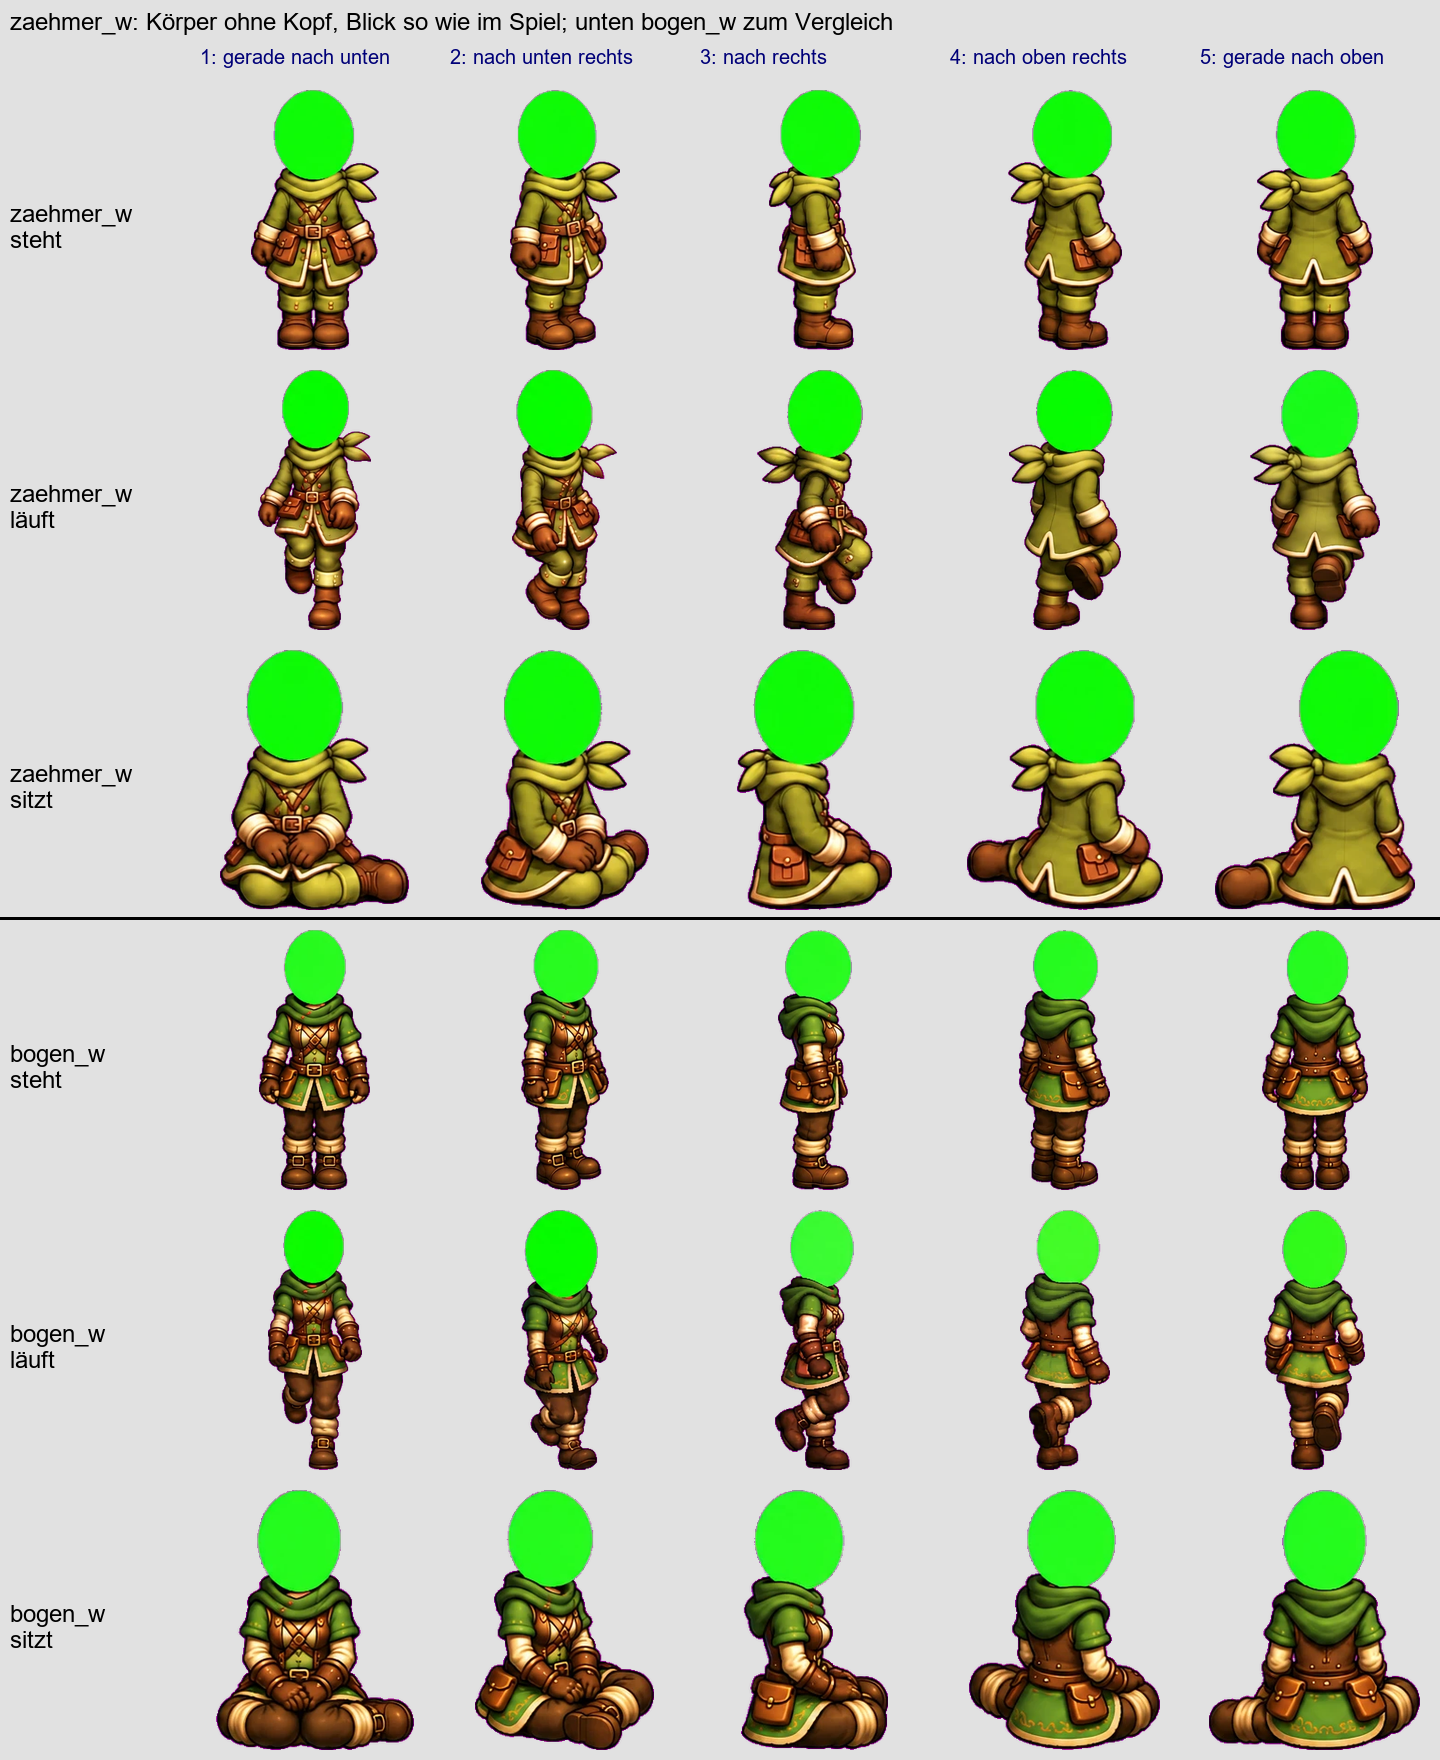 zaehmer_w: Körper ohne Kopf, Blick so wie im Spiel; unten bogen_w zum Vergleich
1: gerade nach unten
2: nach unten rechts
3: nach rechts
4: nach oben rechts
5: gerade nach oben
zaehmer_w
steht
zaehmer_w
läuft
zaehmer_w
sitzt
bogen_w
steht
bogen_w
läuft
bogen_w
sitzt